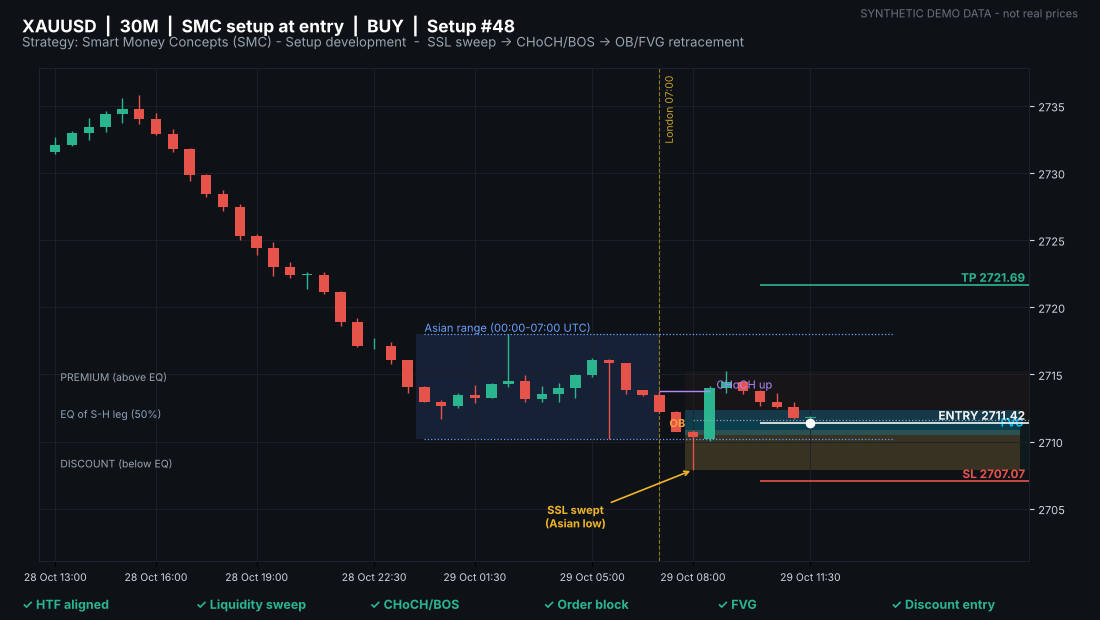 XAUUSD | 30M | SMC setup at entry | BUY | Setup #48
SYNTHETIC DEMO DATA - not real prices
Strategy: Smart Money Concepts (SMC) - Setup development - SSL sweep → CHoCH/BOS → OB/FVG retracement
London 07:00
2735
2730
2725
2720
2715
2710
2705
TP 2721.69
Asian range (00:00-07:00 UTC)
PREMIUM (above EQ)
CHoCH up
EQ of S-H leg (50%)
ENTRY 2711.42
OB
FVG
DISCOUNT (below EQ)
SL 2707.07
SSL swept
(Asian low)
28 Oct 13:00
28 Oct 16:00
28 Oct 19:00
28 Oct 22:30
29 Oct 01:30
29 Oct 05:00
29 Oct 08:00
29 Oct 11:30
✓ HTF aligned
✓ Liquidity sweep
✓ CHoCH/BOS
✓ Order block
✓ FVG
✓ Discount entry